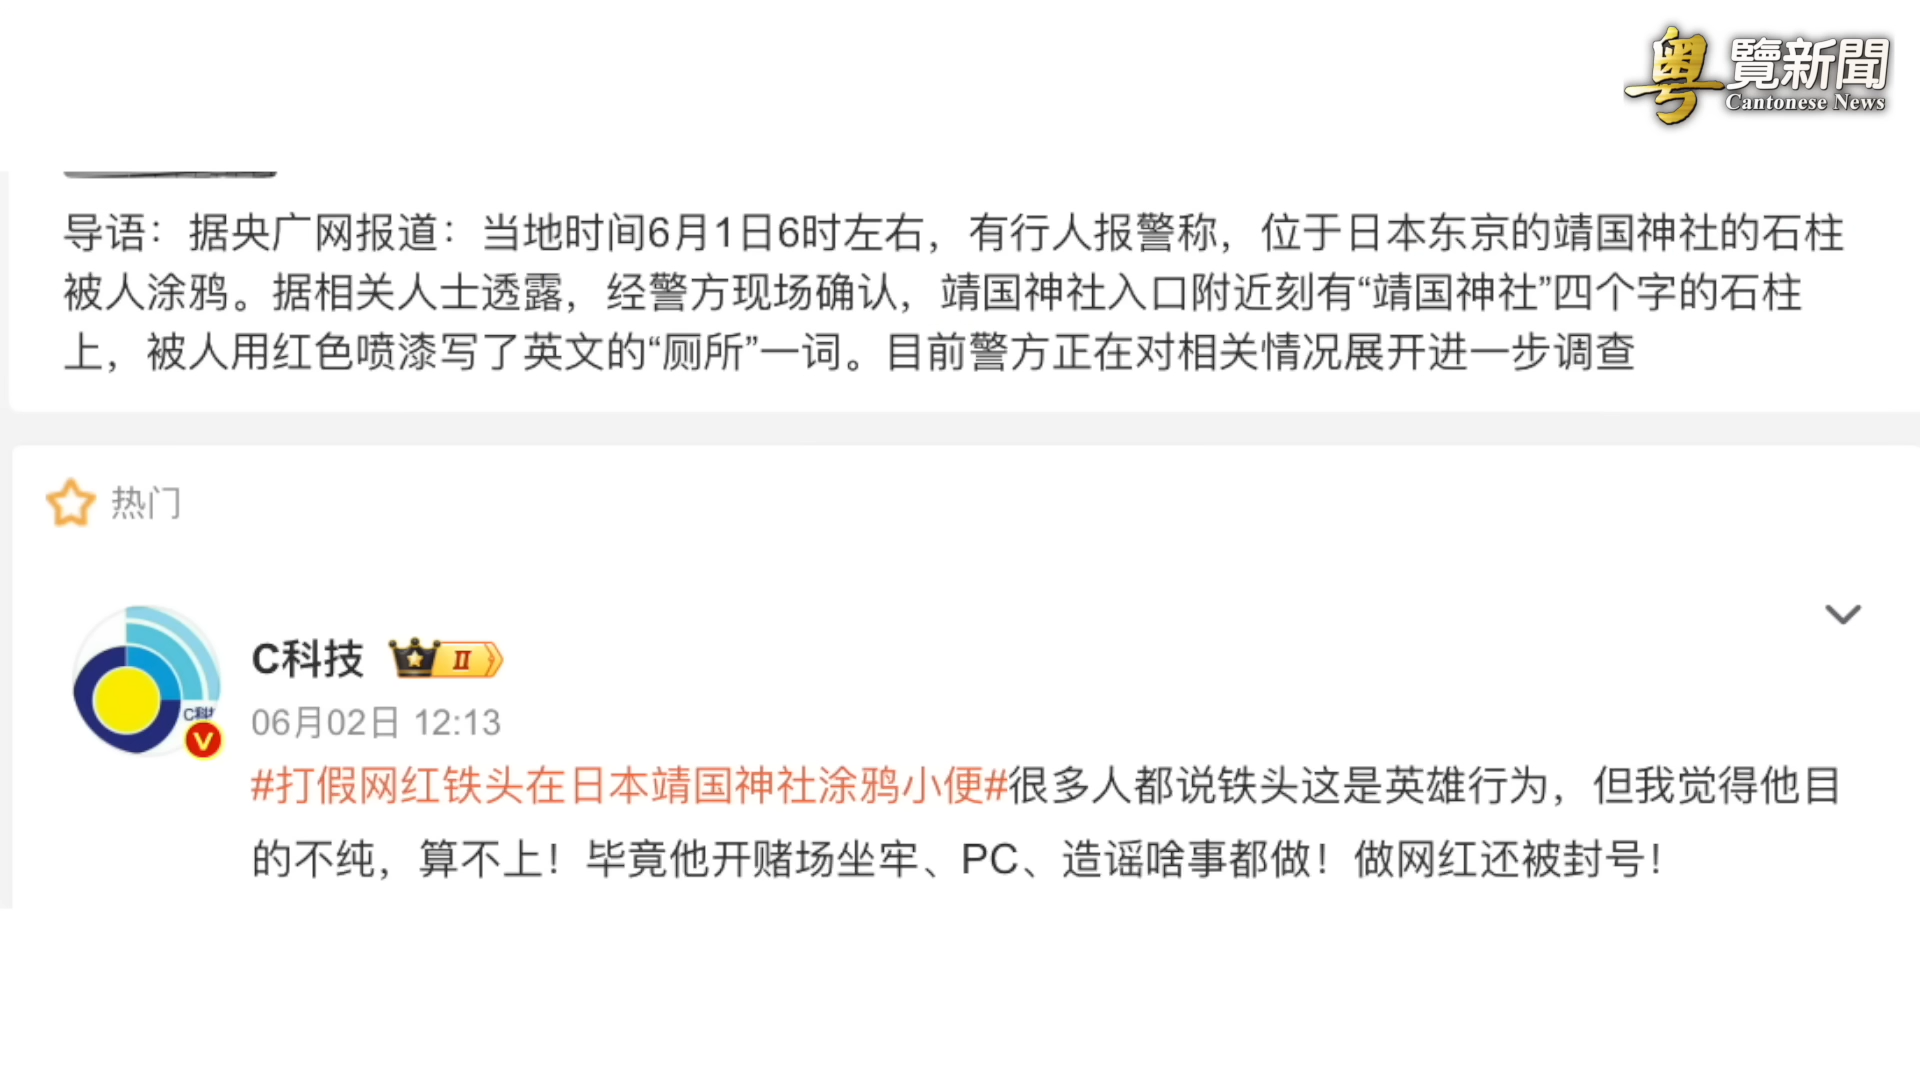 粤覽新聞
Cantonese News
导语：据央广网报道：当地时间6月1日6时左右，有行人报警称，位于日本东京的靖国神社的石柱
被人涂鸦。据相关人士透露，经警方现场确认，靖国神社入口附近刻有“靖国神社”四个字的石柱
上，被人用红色喷漆写了英文的“厕所”一词。目前警方正在对相关情况展开进一步调查
热门
C科技
II
C科技
V
06月02日 12:13
#打假网红铁头在日本靖国神社涂鸦小便#很多人都说铁头这是英雄行为，但我觉得他目
的不纯，算不上！毕竟他开赌场坐牢、PC、造谣啥事都做！做网红还被封号！